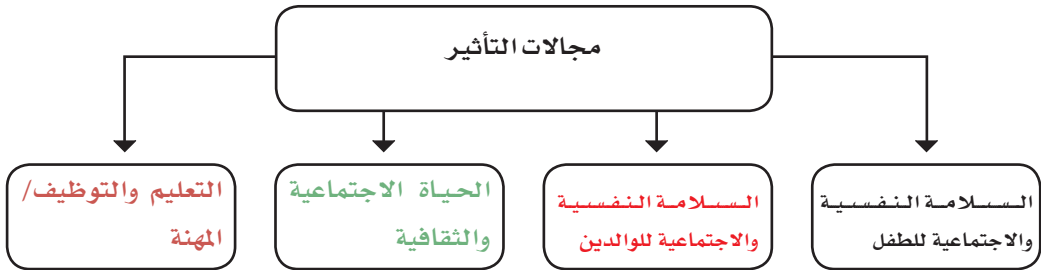 مجالات التأثير
السلامة النفسية
والاجتماعية للطفل
السلامة النفسية
والاجتماعية للوالدين
الحياة الاجتماعية
والثقافية
التعليم والتوظيف/
المهنة